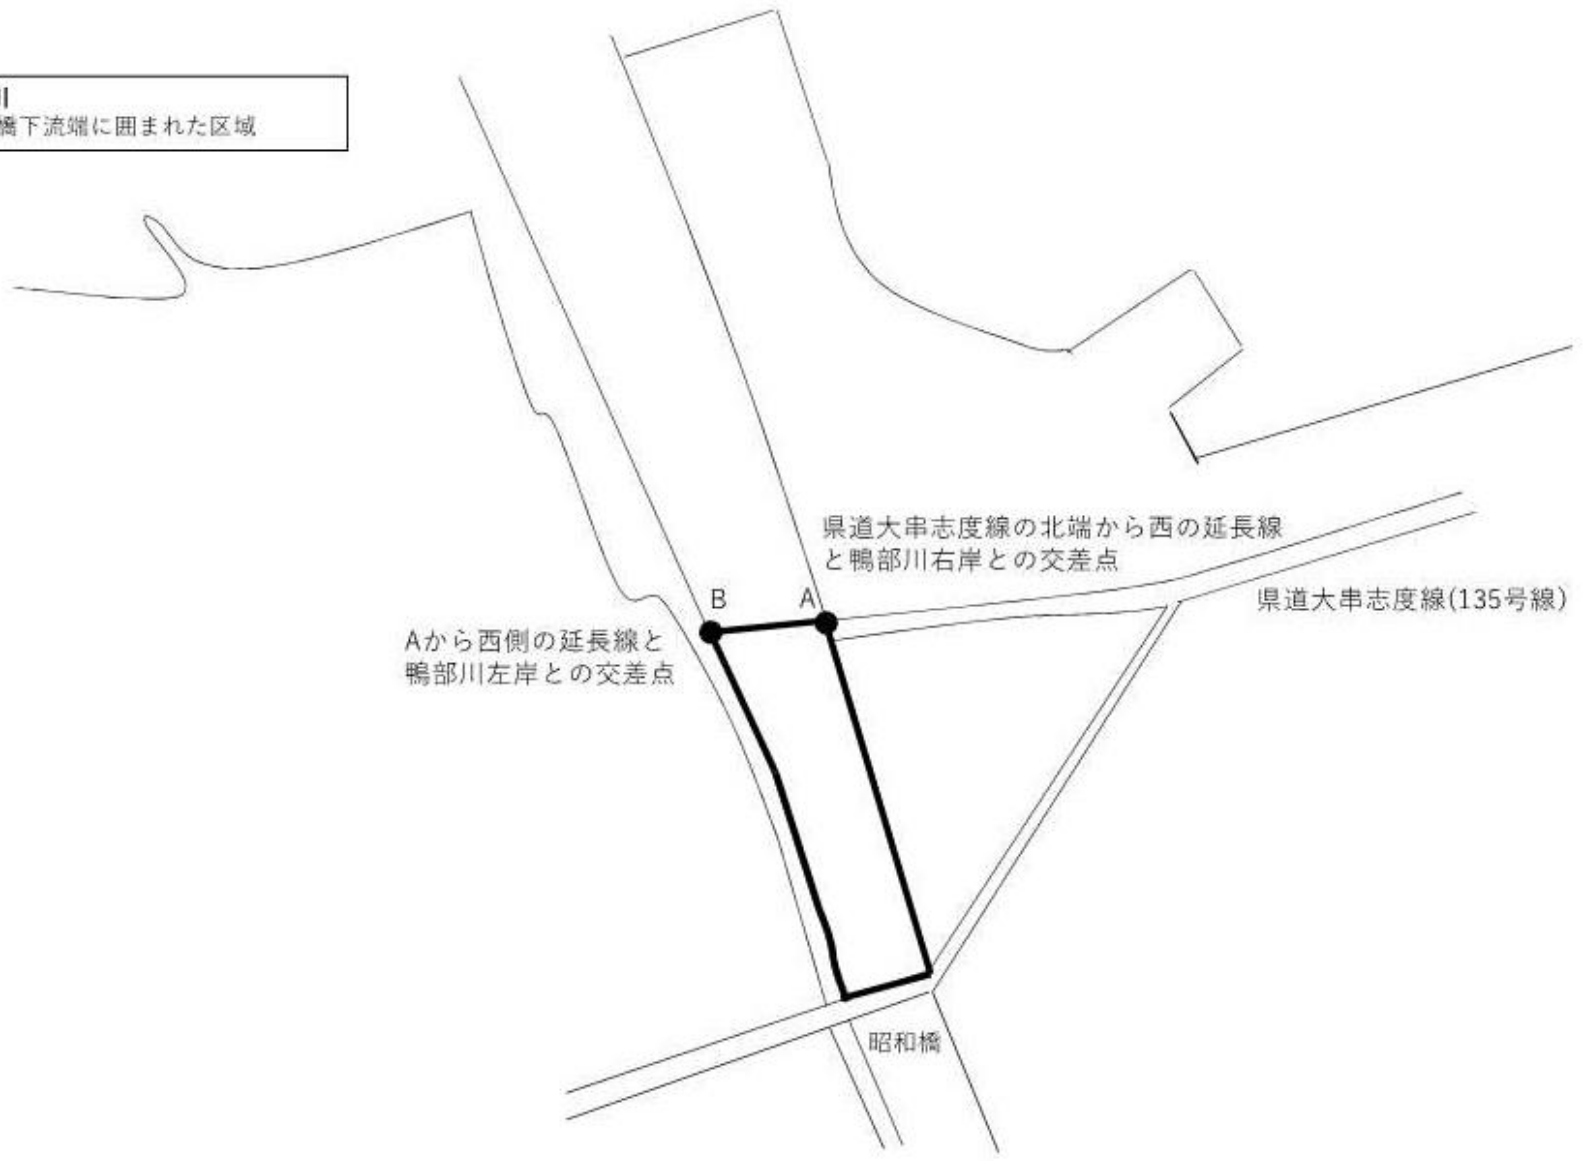 川
橋下流端に囲まれた区域
県道大串志度線の北端から西の延長線
と鴨部川右岸との交差点
B
A
県道大串志度線(135号線)
Aから西側の延長線と
鴨部川左岸との交差点
昭和橋